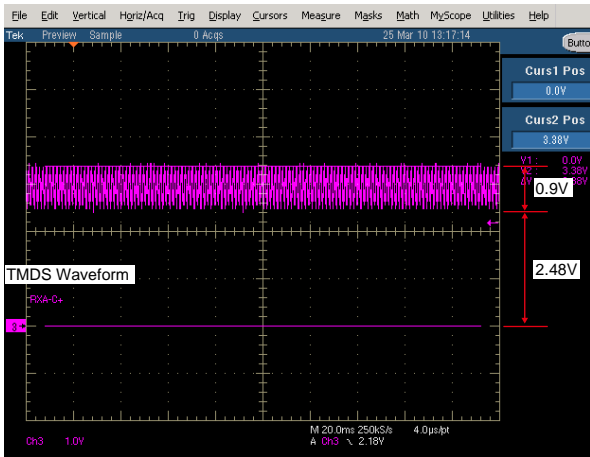 File Edit Vertical Horiz/Acq Trig Display Cursors Measure Masks Math MyScope Utilities Help
Tek Preview Sample 0 Acqs 25 Mar 10 13:17:14
Butto
Curs1 Pos
0.0V
Curs2 Pos
3.38V
V1: 0.0V
V2: 3.38V
0.9V
2.48V
TMDS Waveform
RXA-C+
3
M 20.0ms 250kS/s 4.0µs/pt
Ch3 1.0V
A Ch3 2.18V